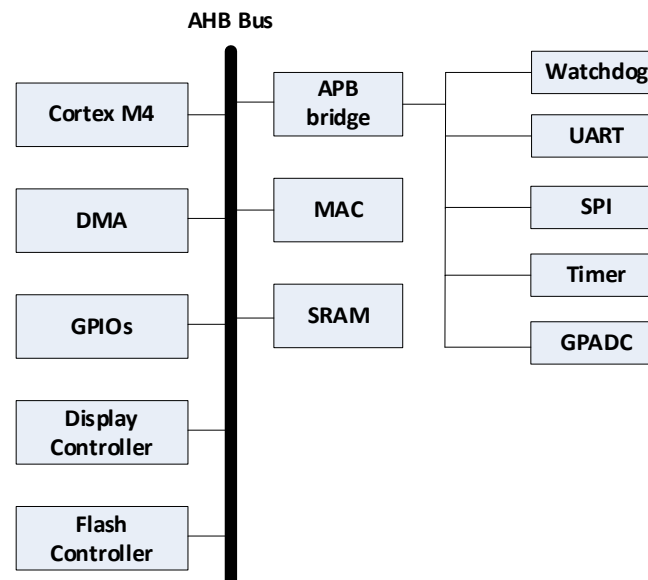 AHB Bus
Cortex M4
DMA
GPIOs
Display
Controller
Flash
Controller
APB
bridge
MAC
SRAM
Watchdog
UART
SPI
Timer
GPADC